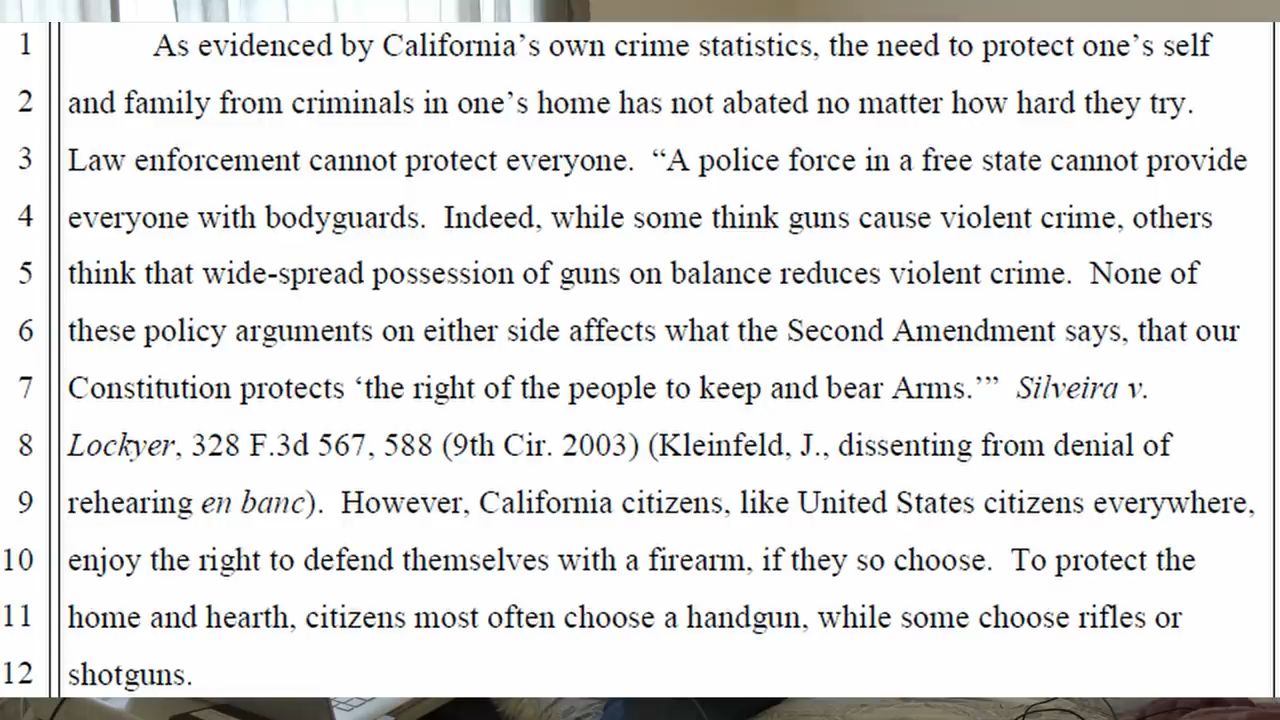 1 As evidenced by California’s own crime statistics, the need to protect one’s self
2 and family from criminals in one’s home has not abated no matter how hard they try.
3 Law enforcement cannot protect everyone. “A police force in a free state cannot provide
4 everyone with bodyguards. Indeed, while some think guns cause violent crime, others
5 think that wide-spread possession of guns on balance reduces violent crime. None of
6 these policy arguments on either side affects what the Second Amendment says, that our
7 Constitution protects ‘the right of the people to keep and bear Arms.’” Silveira v.
8 Lockyer, 328 F.3d 567, 588 (9th Cir. 2003) (Kleinfeld, J., dissenting from denial of
9 rehearing en banc). However, California citizens, like United States citizens everywhere,
10 enjoy the right to defend themselves with a firearm, if they so choose. To protect the
11 home and hearth, citizens most often choose a handgun, while some choose rifles or
12 shotguns.